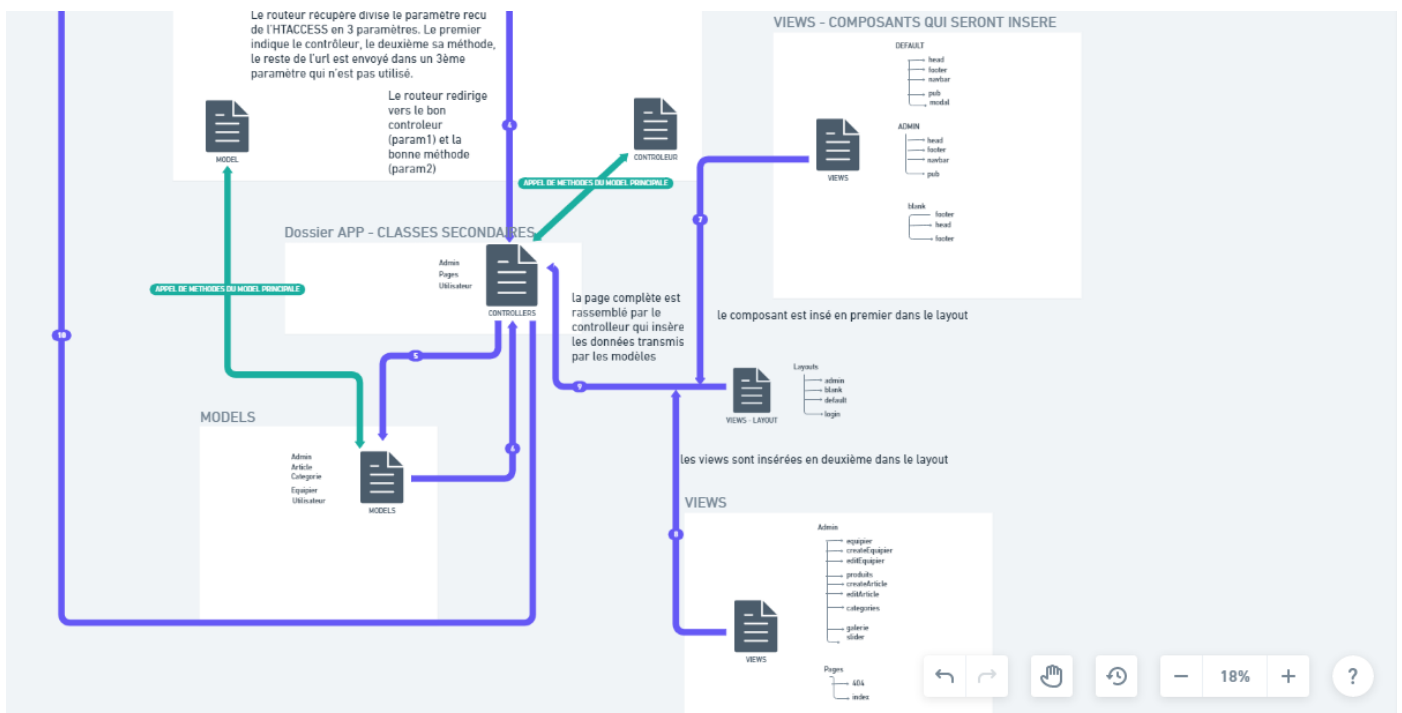 Le routeur récupère divise le paramètre recu
de l'HTACCESS en 3 paramètres. Le premier
indique le contrôleur, le deuxième sa méthode,
le reste de l'url est envoyé dans un 3ème
paramètre qui n'est pas utilisé.
Le routeur redirige
vers le bon
controleur
(param1) et la
bonne méthode
(param2)
MODEL
4
CONTROLEUR
APPEL DE METHODES DU MODEL PRINCIPALE
VIEWS - COMPOSANTS QUI SERONT INSERE
DEFAULT
head
footer
navbar
pub
modal
ADMIN
head
footer
navbar
pub
blank
footer
head
footer
VIEWS
7
Dossier APP - CLASSES SECONDAIRES
Admin
Pages
Utilisateur
CONTROLLERS
APPEL DE METHODES DU MODEL PRINCIPALE
10
5
la page complète est
rassemblé par le
controlleur qui insère
les données transmis
par les modèles
le composant est insé en premier dans le layout
9
VIEWS - LAYOUT
Layouts
admin
blank
default
login
MODELS
Admin
Article
Categorie
Equipier
Utilisateur
MODELS
6
les views sont insérées en deuxième dans le layout
VIEWS
8
Admin
equipier
createEquipier
editEquipier
produits
createArticle
editArticle
categories
galerie
slider
VIEWS
Pages
404
index
18%
?